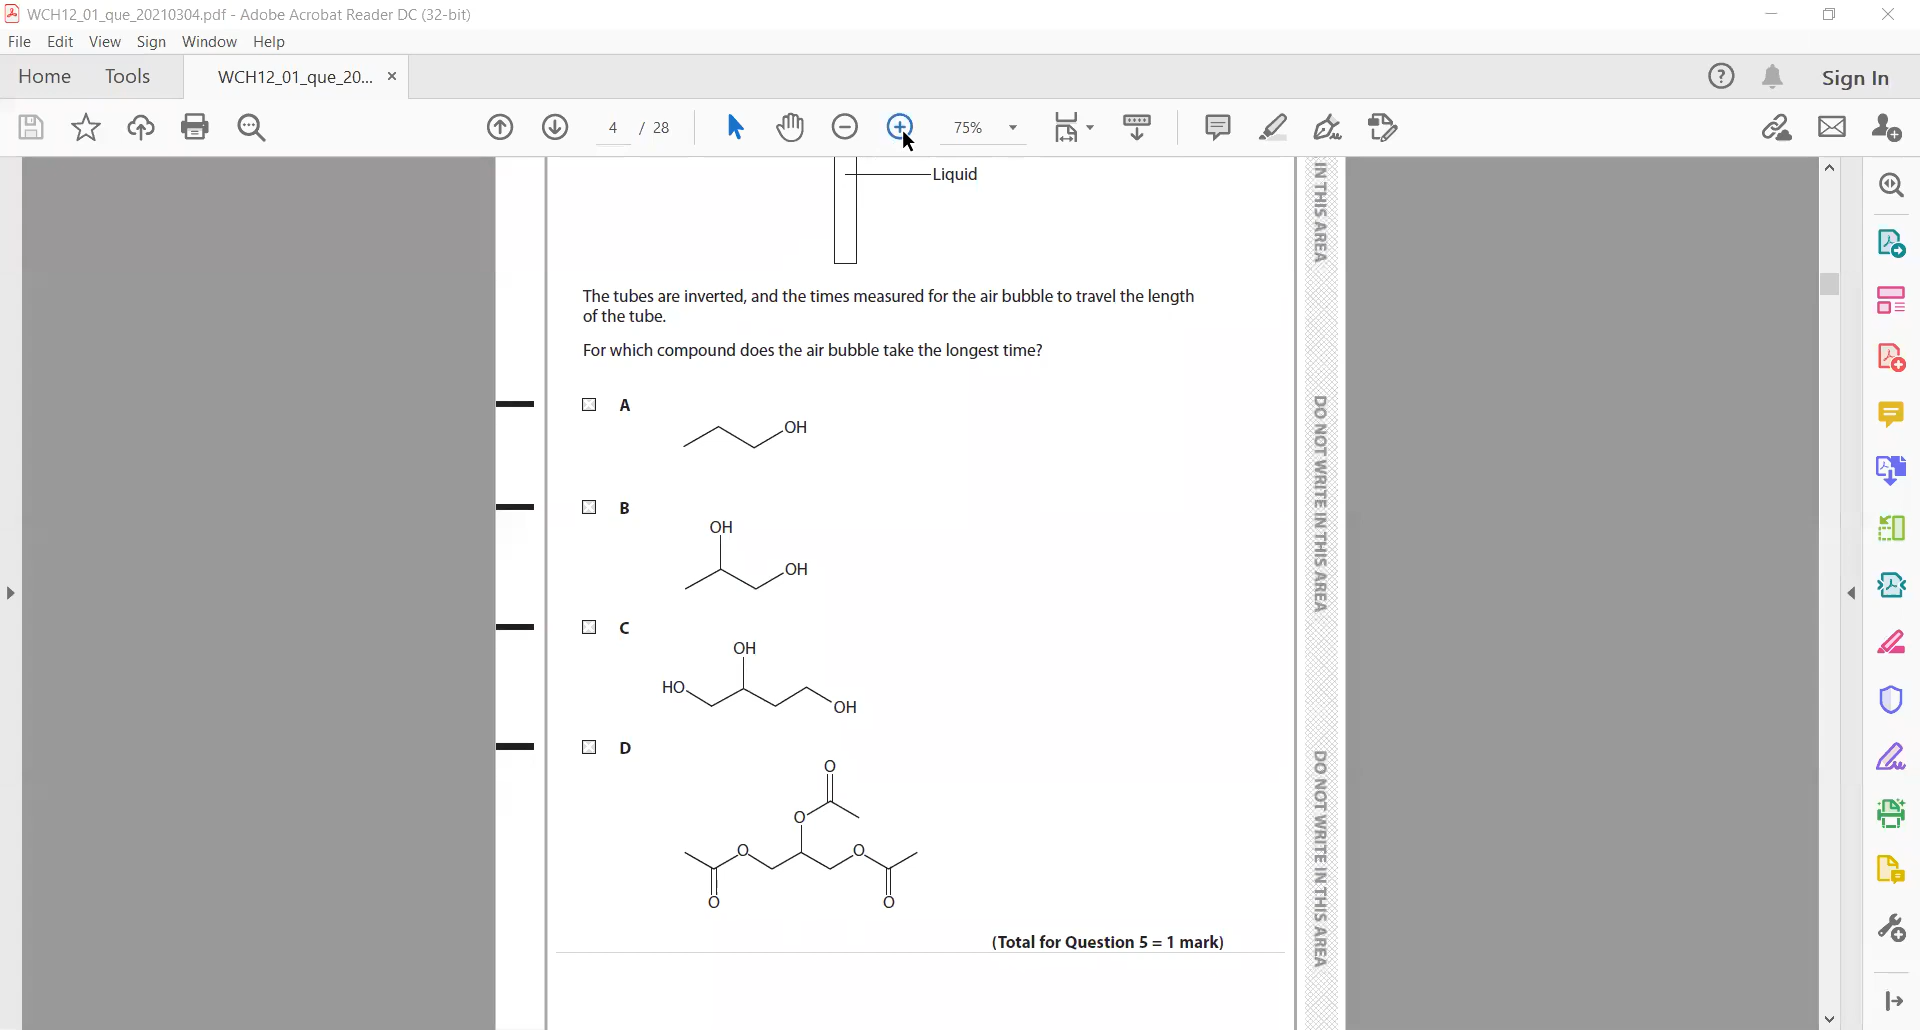 WCH12_01_que_20210304.pdf - Adobe Acrobat Reader DC (32-bit)
File Edit View Sign Window Help
Home Tools WCH12_01_que_20... × Sign In
4 / 28 75%
Liquid
The tubes are inverted, and the times measured for the air bubble to travel the length
of the tube.
For which compound does the air bubble take the longest time?
A
OH
B
OH
OH
C
OH
HO
OH
D
O
O
O
O
O
O
(Total for Question 5 = 1 mark)
IN THIS AREA
DO NOT WRITE IN THIS AREA
DO NOT WRITE IN THIS AREA